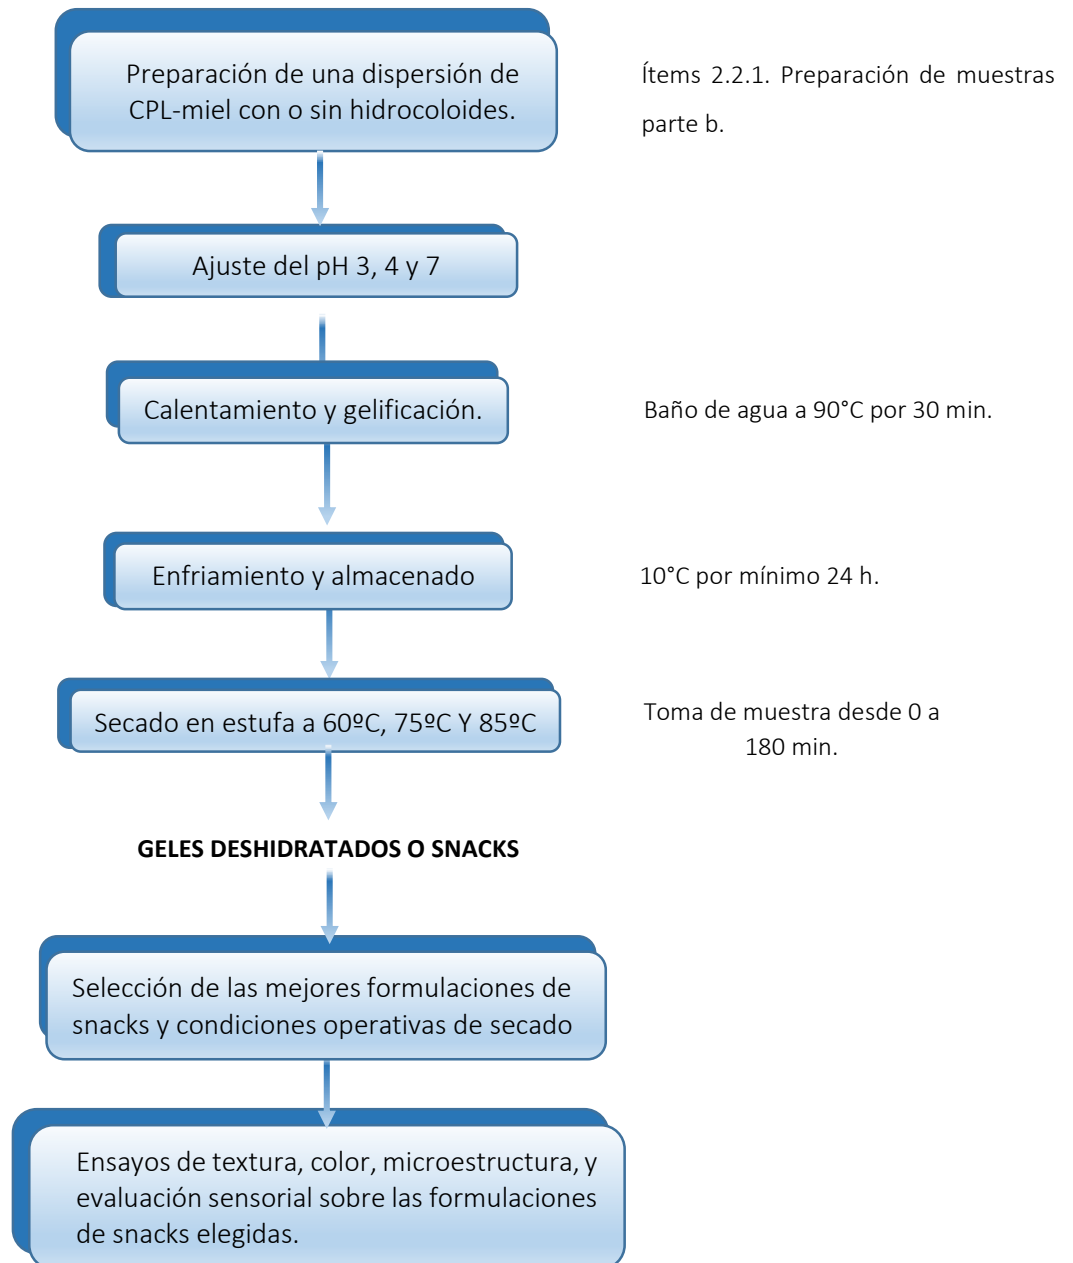 Preparación de una dispersión de
CPL-miel con o sin hidrocoloides.
Ítems 2.2.1. Preparación de muestras
parte b.
Ajuste del pH 3, 4 y 7
Calentamiento y gelificación.
Baño de agua a 90°C por 30 min.
Enfriamiento y almacenado
10°C por mínimo 24 h.
Secado en estufa a 60ºC, 75ºC Y 85ºC
Toma de muestra desde 0 a
180 min.
GELES DESHIDRATADOS O SNACKS
Selección de las mejores formulaciones de
snacks y condiciones operativas de secado
Ensayos de textura, color, microestructura, y
evaluación sensorial sobre las formulaciones
de snacks elegidas.